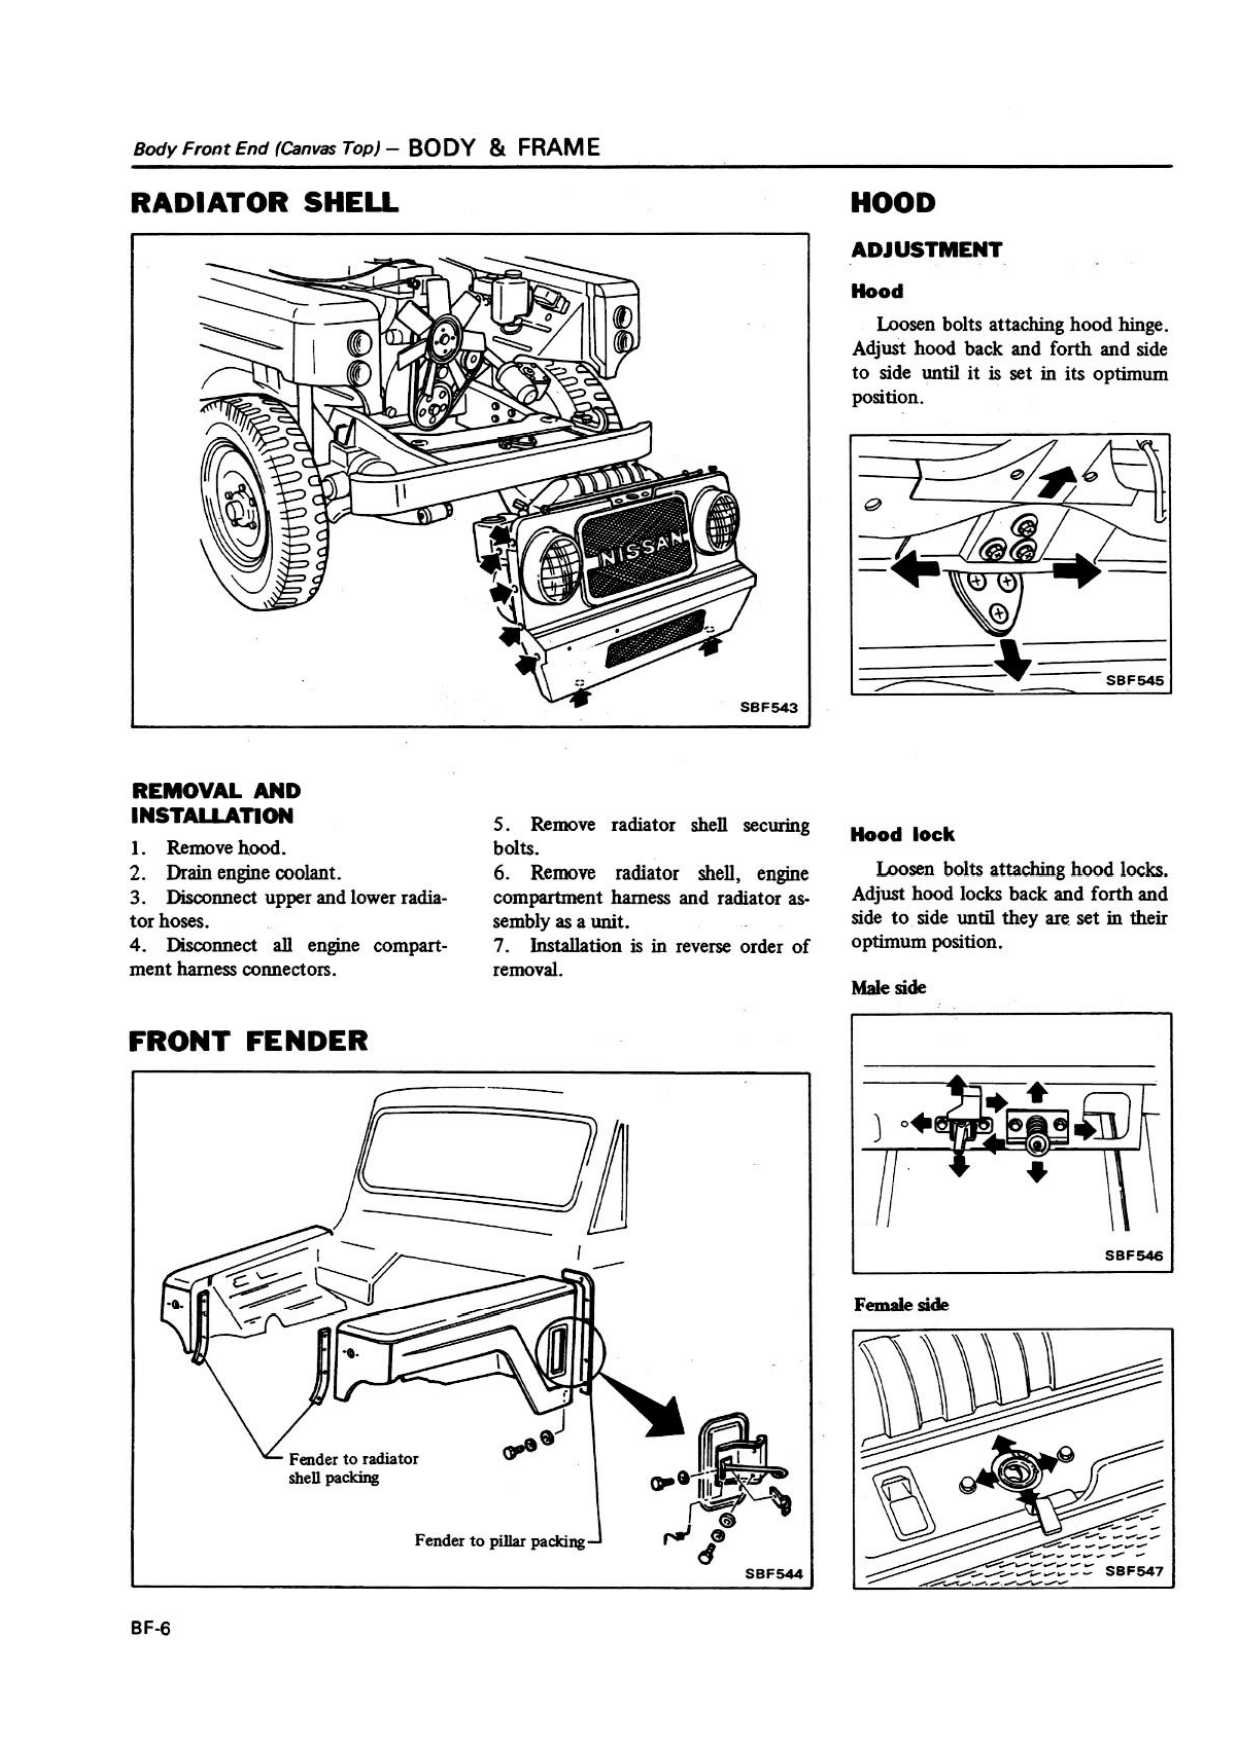 Body Front End (Canvas Top) – BODY & FRAME
RADIATOR SHELL
NISSAN
SBF543
REMOVAL AND
INSTALLATION
1. Remove hood.
2. Drain engine coolant.
3. Disconnect upper and lower radia-
tor hoses.
4. Disconnect all engine compart-
ment harness connectors.
5. Remove radiator shell securing
bolts.
6. Remove radiator shell, engine
compartment harness and radiator as-
sembly as a unit.
7. Installation is in reverse order of
removal.
FRONT FENDER
Fender to radiator
shell packing
Fender to pillar packing
SBF544
HOOD
ADJUSTMENT
Hood
Loosen bolts attaching hood hinge.
Adjust hood back and forth and side
to side until it is set in its optimum
position.
SBF545
Hood lock
Loosen bolts attaching hood locks.
Adjust hood locks back and forth and
side to side until they are set in their
optimum position.
Male side
SBF546
Female side
SBF547
BF-6